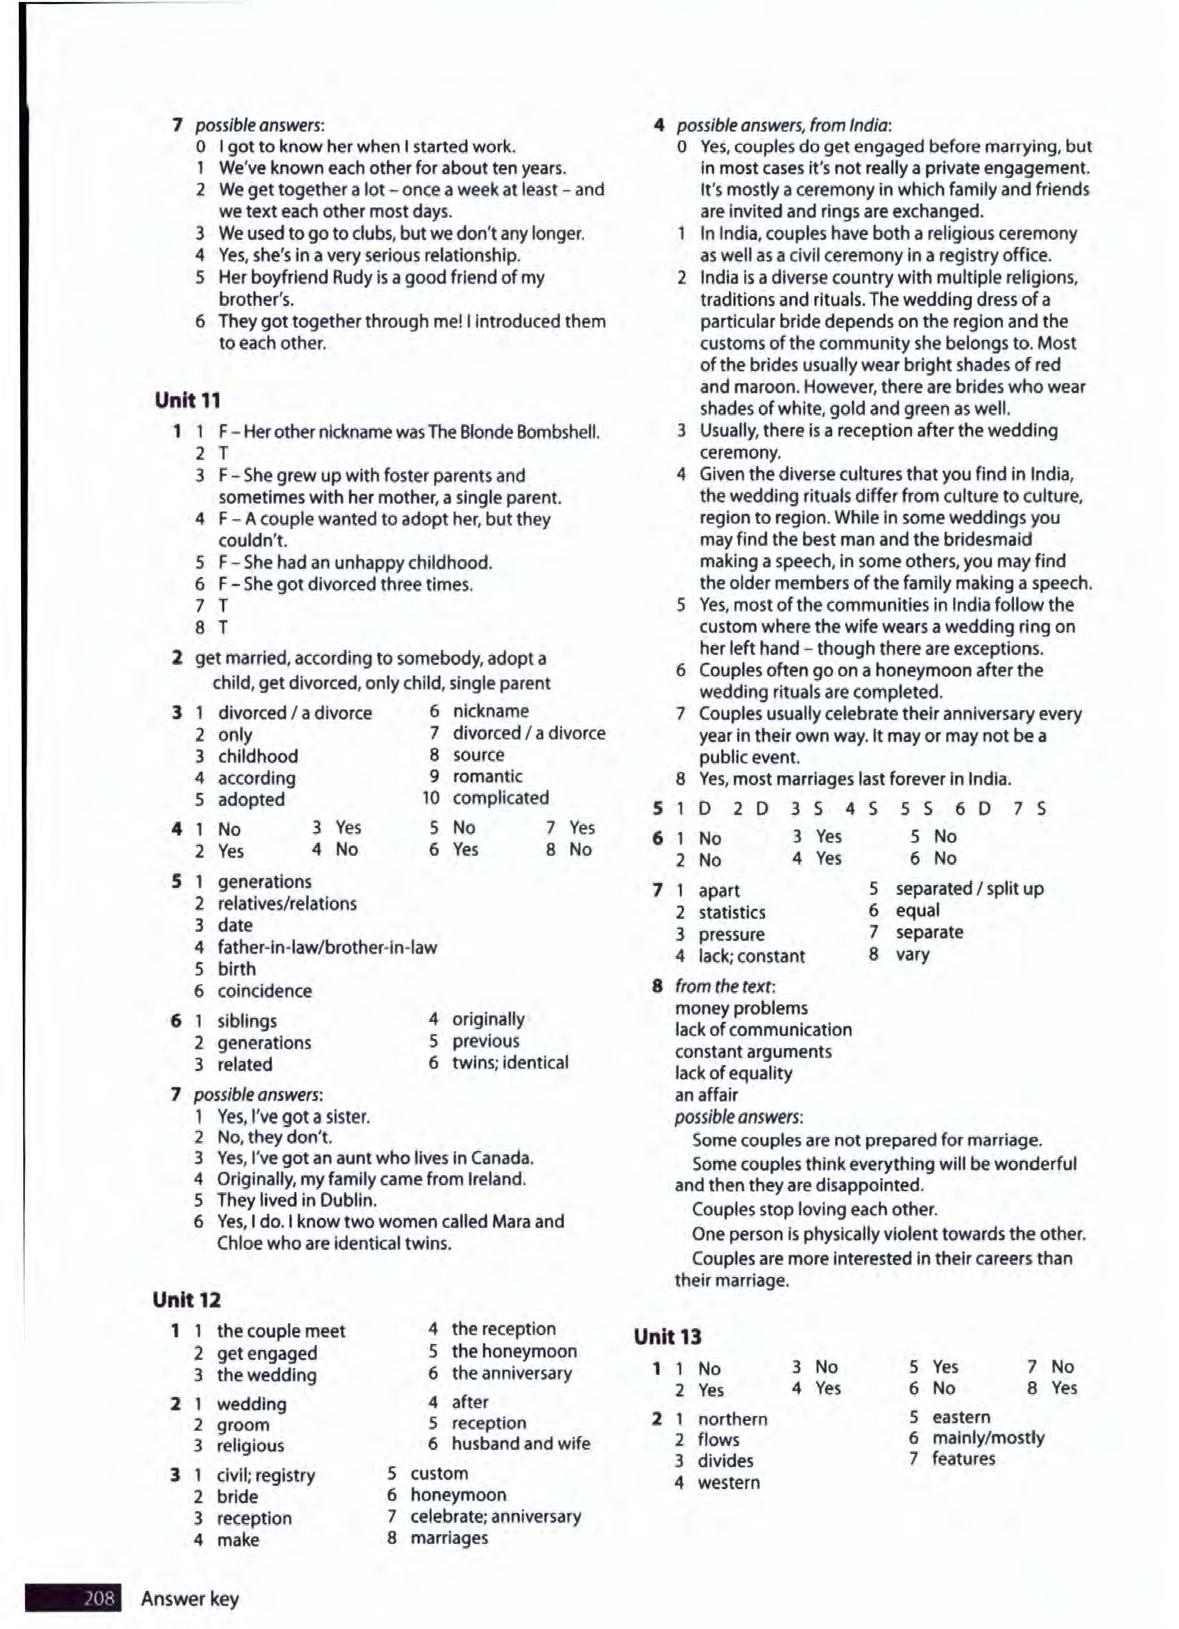 7 possible answers:
0 I got to know her when I started work.
1 We've known each other for about ten years.
2 We get together a lot – once a week at least – and
we text each other most days.
3 We used to go to clubs, but we don't any longer.
4 Yes, she's in a very serious relationship.
5 Her boyfriend Rudy is a good friend of my
brother's.
6 They got together through me! I introduced them
to each other.
Unit 11
1 1 F – Her other nickname was The Blonde Bombshell.
2 T
3 F – She grew up with foster parents and
sometimes with her mother, a single parent.
4 F – A couple wanted to adopt her, but they
couldn't.
5 F – She had an unhappy childhood.
6 F – She got divorced three times.
7 T
8 T
2 get married, according to somebody, adopt a
child, get divorced, only child, single parent
3 1 divorced / a divorce 6 nickname
2 only 7 divorced / a divorce
3 childhood 8 source
4 according 9 romantic
5 adopted 10 complicated
4 1 No 3 Yes 5 No 7 Yes
2 Yes 4 No 6 Yes 8 No
5 1 generations
2 relatives/relations
3 date
4 father-in-law/brother-in-law
5 birth
6 coincidence
6 1 siblings 4 originally
2 generations 5 previous
3 related 6 twins; identical
7 possible answers:
1 Yes, I've got a sister.
2 No, they don't.
3 Yes, I've got an aunt who lives in Canada.
4 Originally, my family came from Ireland.
5 They lived in Dublin.
6 Yes, I do. I know two women called Mara and
Chloe who are identical twins.
Unit 12
1 1 the couple meet 4 the reception
2 get engaged 5 the honeymoon
3 the wedding 6 the anniversary
2 1 wedding 4 after
2 groom 5 reception
3 religious 6 husband and wife
3 1 civil; registry 5 custom
2 bride 6 honeymoon
3 reception 7 celebrate; anniversary
4 make 8 marriages
4 possible answers, from India:
0 Yes, couples do get engaged before marrying, but
in most cases it's not really a private engagement.
It's mostly a ceremony in which family and friends
are invited and rings are exchanged.
1 In India, couples have both a religious ceremony
as well as a civil ceremony in a registry office.
2 India is a diverse country with multiple religions,
traditions and rituals. The wedding dress of a
particular bride depends on the region and the
customs of the community she belongs to. Most
of the brides usually wear bright shades of red
and maroon. However, there are brides who wear
shades of white, gold and green as well.
3 Usually, there is a reception after the wedding
ceremony.
4 Given the diverse cultures that you find in India,
the wedding rituals differ from culture to culture,
region to region. While in some weddings you
may find the best man and the bridesmaid
making a speech, in some others, you may find
the older members of the family making a speech.
5 Yes, most of the communities in India follow the
custom where the wife wears a wedding ring on
her left hand – though there are exceptions.
6 Couples often go on a honeymoon after the
wedding rituals are completed.
7 Couples usually celebrate their anniversary every
year in their own way. It may or may not be a
public event.
8 Yes, most marriages last forever in India.
5 1 D 2 D 3 S 4 S 5 S 6 D 7 S
6 1 No 3 Yes 5 No
2 No 4 Yes 6 No
7 1 apart 5 separated / split up
2 statistics 6 equal
3 pressure 7 separate
4 lack; constant 8 vary
8 from the text:
money problems
lack of communication
constant arguments
lack of equality
an affair
possible answers:
Some couples are not prepared for marriage.
Some couples think everything will be wonderful
and then they are disappointed.
Couples stop loving each other.
One person is physically violent towards the other.
Couples are more interested in their careers than
their marriage.
Unit 13
1 1 No 3 No 5 Yes 7 No
2 Yes 4 Yes 6 No 8 Yes
2 1 northern 5 eastern
2 flows 6 mainly/mostly
3 divides 7 features
4 western
208 Answer key